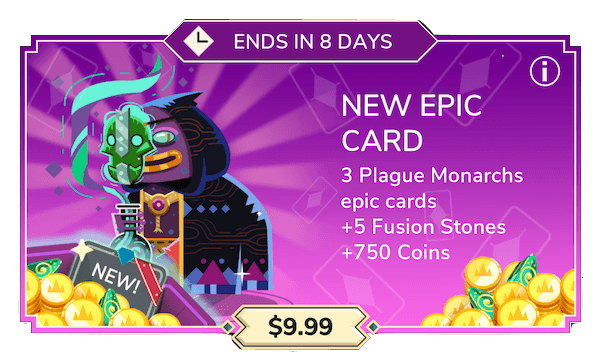 ENDS IN 8 DAYS
NEW EPIC
CARD
3 Plague Monarchs
epic cards
+5 Fusion Stones
+750 Coins
NEW!
$9.99